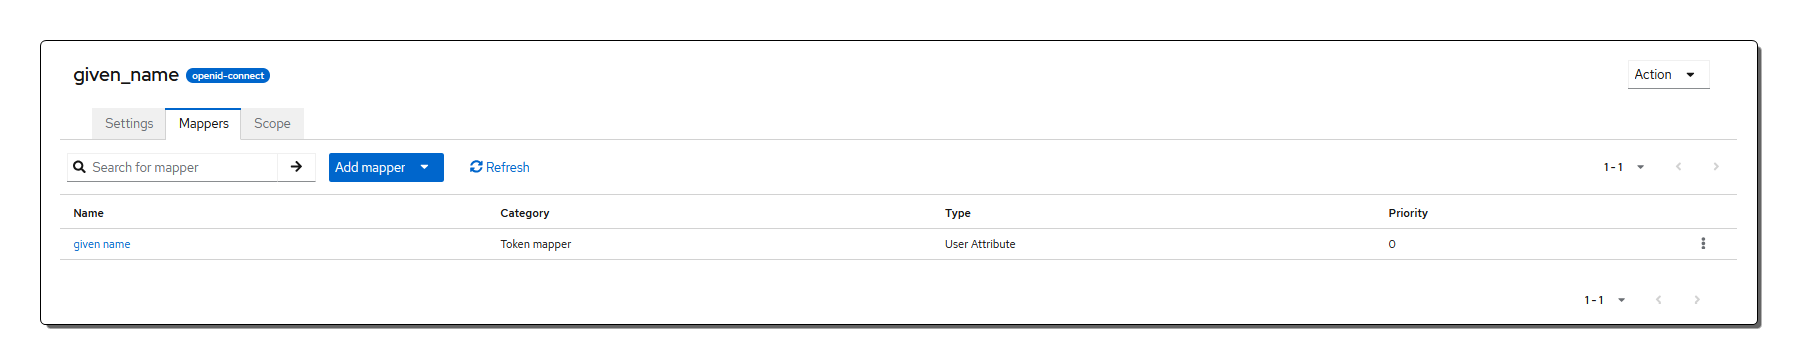 given_name openid-connect Action
Settings Mappers Scope
Search for mapper Add mapper Refresh 1 - 1
Name Category Type Priority
given name Token mapper User Attribute 0
1 - 1